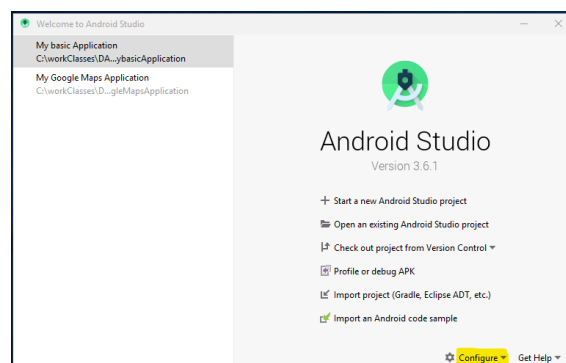 Welcome to Android Studio
My basic Application
C:\workClasses\DA...ybasicApplication
My Google Maps Application
C:\workClasses\D...gleMapsApplication
Android Studio
Version 3.6.1
Start a new Android Studio project
Open an existing Android Studio project
Check out project from Version Control
Profile or debug APK
Import project (Gradle, Eclipse ADT, etc.)
Import an Android code sample
Configure Get Help